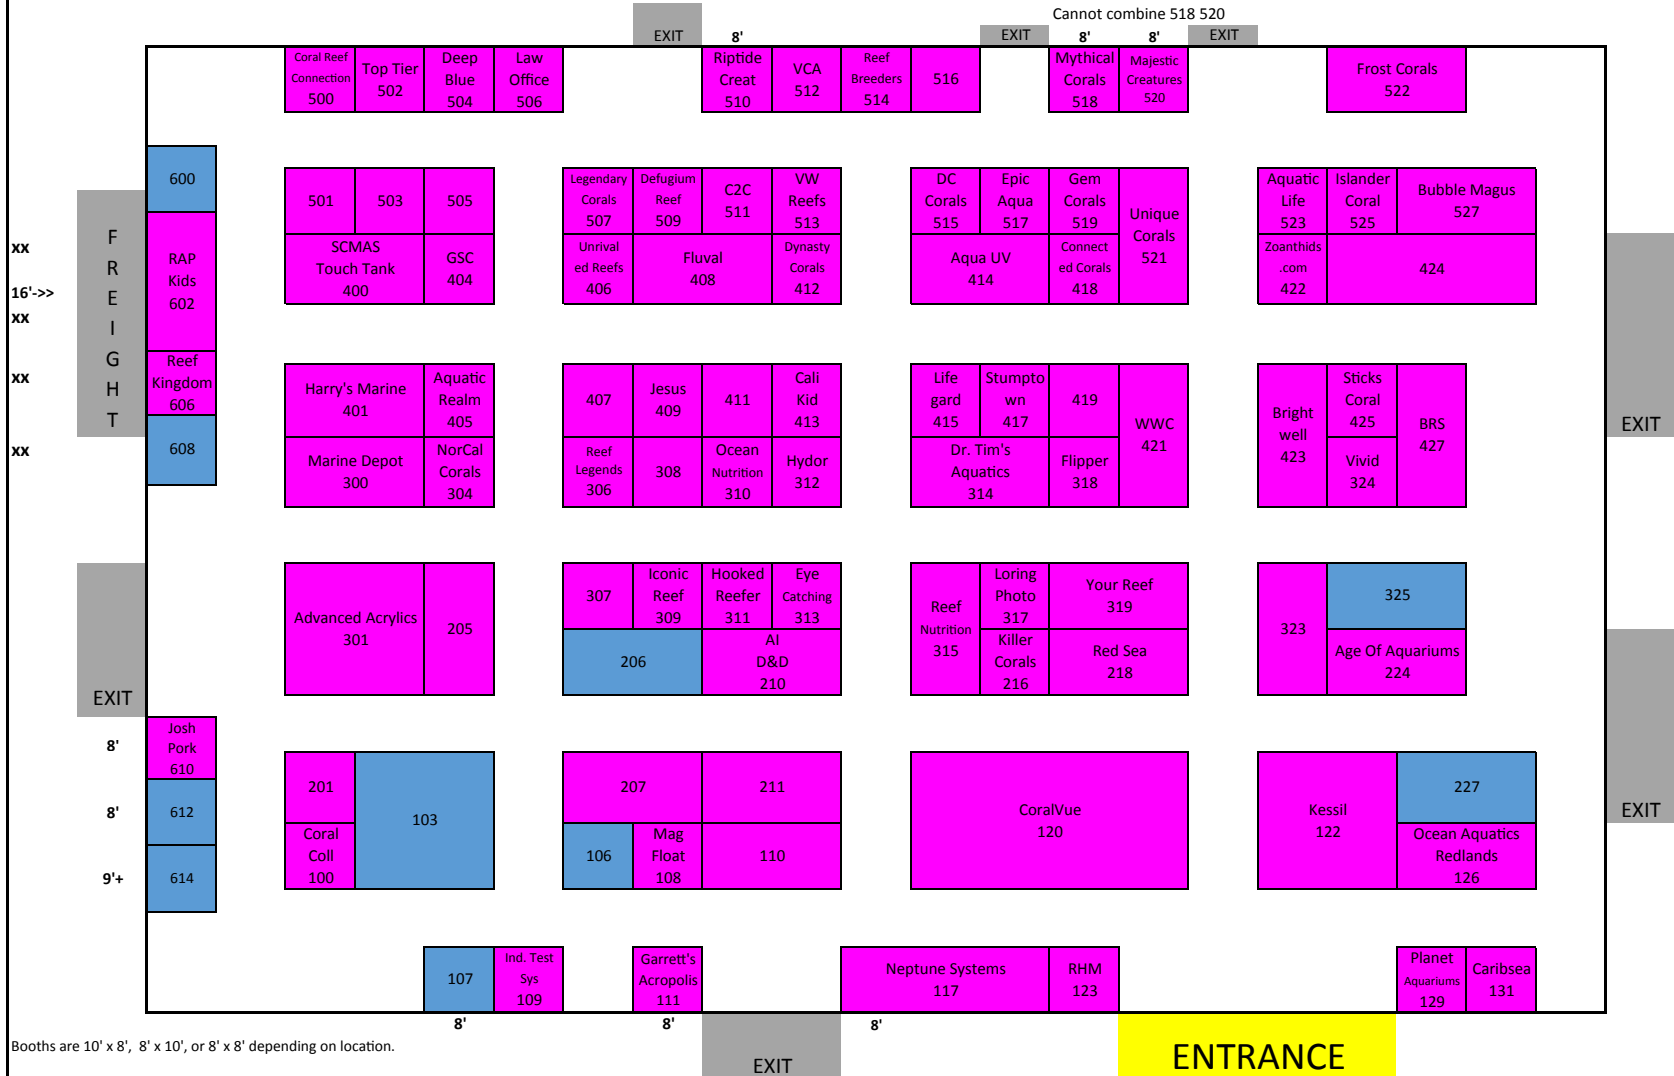 Cannot combine 518 520
EXIT
8'
EXIT
8'
8'
EXIT
Coral Reef
Connection
500
Top Tier
502
Deep
Blue
504
Law
Office
506
Riptide
Creat
510
VCA
512
Reef
Breeders
514
516
Mythical
Corals
518
Majestic
Creatures
520
Frost Corals
522
600
501
503
505
Legendary
Corals
507
Defugium
Reef
509
C2C
511
VW
Reefs
513
DC
Corals
515
Epic
Aqua
517
Gem
Corals
519
Unique
Corals
521
Aquatic
Life
523
Islander
Coral
525
Bubble Magus
527
xx
16'->>
xx
xx
xx
F
R
E
I
G
H
T
RAP
Kids
602
SCMAS
Touch Tank
400
GSC
404
Unrival
ed Reefs
406
Fluval
408
Dynasty
Corals
412
Aqua UV
414
Connect
ed Corals
418
Zoanthids
.com
422
424
Reef
Kingdom
606
608
Harry's Marine
401
Aquatic
Realm
405
407
Jesus
409
411
Cali
Kid
413
Life
gard
415
Stumpto
wn
417
419
WWC
421
Bright
well
423
Sticks
Coral
425
BRS
427
EXIT
Marine Depot
300
NorCal
Corals
304
Reef
Legends
306
308
Ocean
Nutrition
310
Hydor
312
Dr. Tim's
Aquatics
314
Flipper
318
Vivid
324
EXIT
Advanced Acrylics
301
205
307
Iconic
Reef
309
Hooked
Reefer
311
Eye
Catching
313
Reef
Nutrition
315
Loring
Photo
317
Your Reef
319
323
325
206
AI
D&D
210
Killer
Corals
216
Red Sea
218
Age Of Aquariums
224
8'
Josh
Pork
610
8'
612
9'+
614
201
103
207
211
CoralVue
120
Kessil
122
227
EXIT
Coral
Coll
100
106
Mag
Float
108
110
Ocean Aquatics
Redlands
126
107
Ind. Test
Sys
109
Garrett's
Acropolis
111
Neptune Systems
117
RHM
123
Planet
Aquariums
129
Caribsea
131
8'
8'
8'
Booths are 10' x 8', 8' x 10', or 8' x 8' depending on location.
EXIT
ENTRANCE